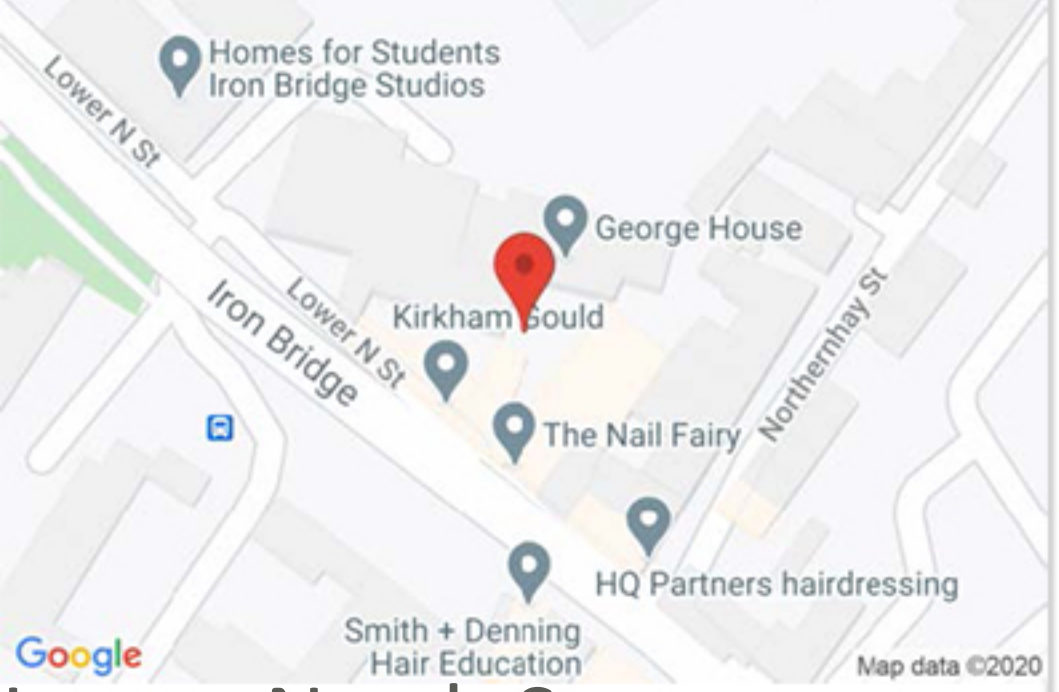 Homes for Students
Iron Bridge Studios
Lower N St
George House
Kirkham Gould
Lower N St
Iron Bridge
Northernhay St
The Nail Fairy
HQ Partners hairdressing
Smith + Denning
Hair Education
Google
Map data ©2020